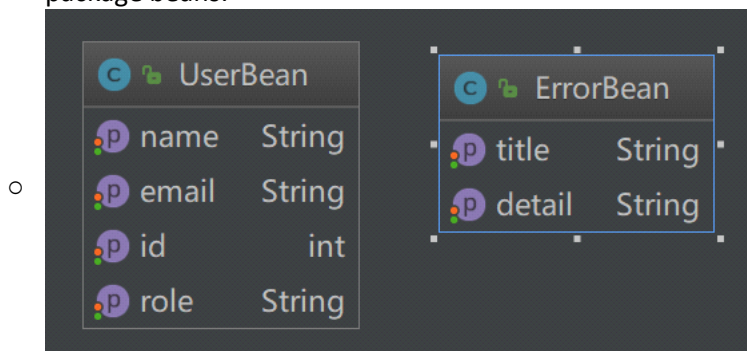 package beans.
C UserBean
p name String
p email String
p id int
p role String
C ErrorBean
p title String
p detail String